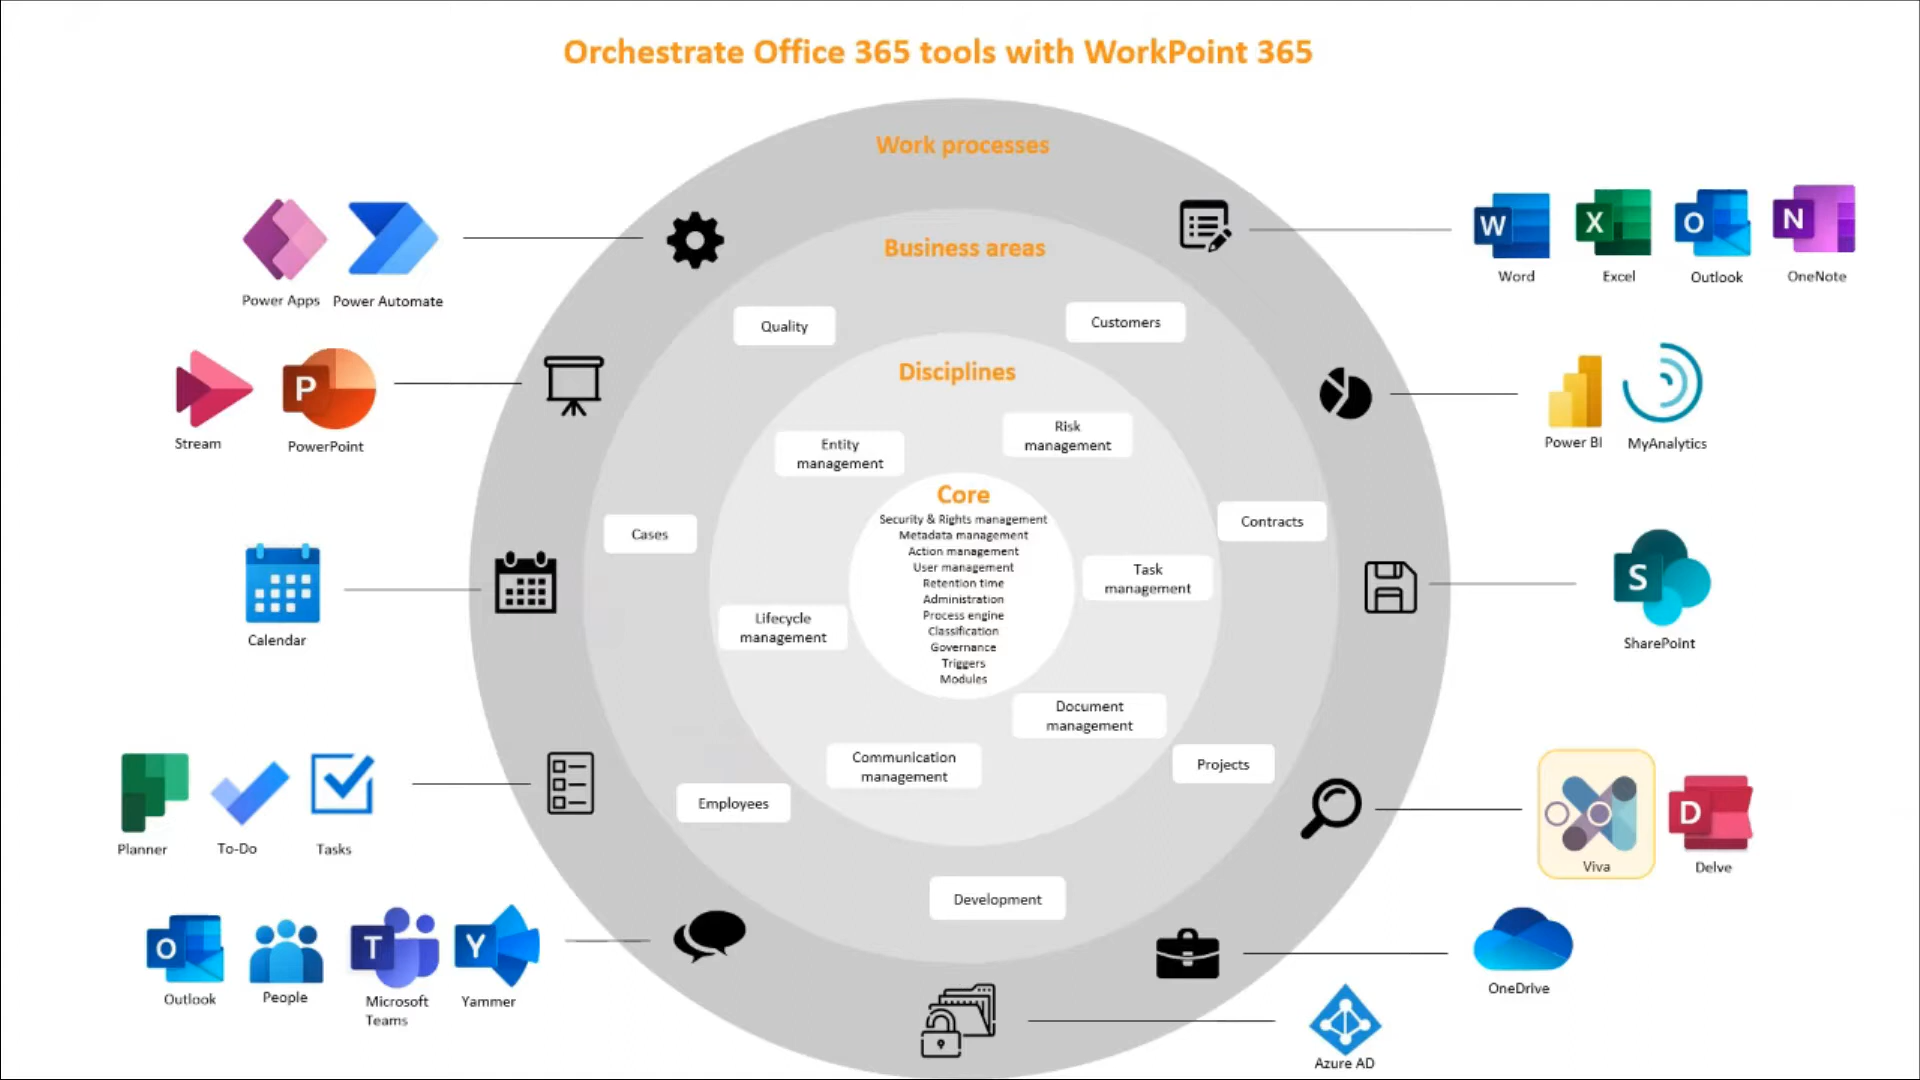 Orchestrate Office 365 tools with WorkPoint 365
Work processes
Business areas
Quality
Customers
Disciplines
Entity
management
Risk
management
Core
Security & Rights management
Metadata management
Action management
User management
Retention time
Administration
Process engine
Classification
Governance
Triggers
Modules
Cases
Contracts
Task
management
Lifecycle
management
Document
management
Communication
management
Projects
Employees
Development
Power Apps
Power Automate
P
Stream
PowerPoint
Calendar
Planner
To-Do
Tasks
O
T
Y
Outlook
People
Microsoft
Teams
Yammer
W
X
O
N
Word
Excel
Outlook
OneNote
Power BI
MyAnalytics
S
SharePoint
D
Viva
Delve
OneDrive
Azure AD